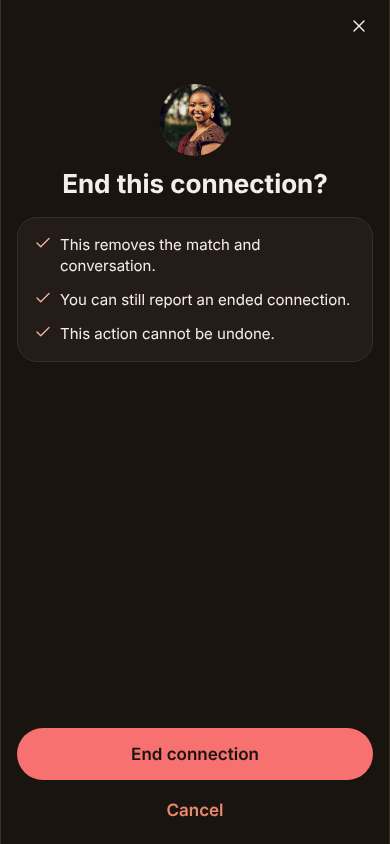 End this connection?
This removes the match and
conversation.
You can still report an ended connection.
This action cannot be undone.
End connection
Cancel